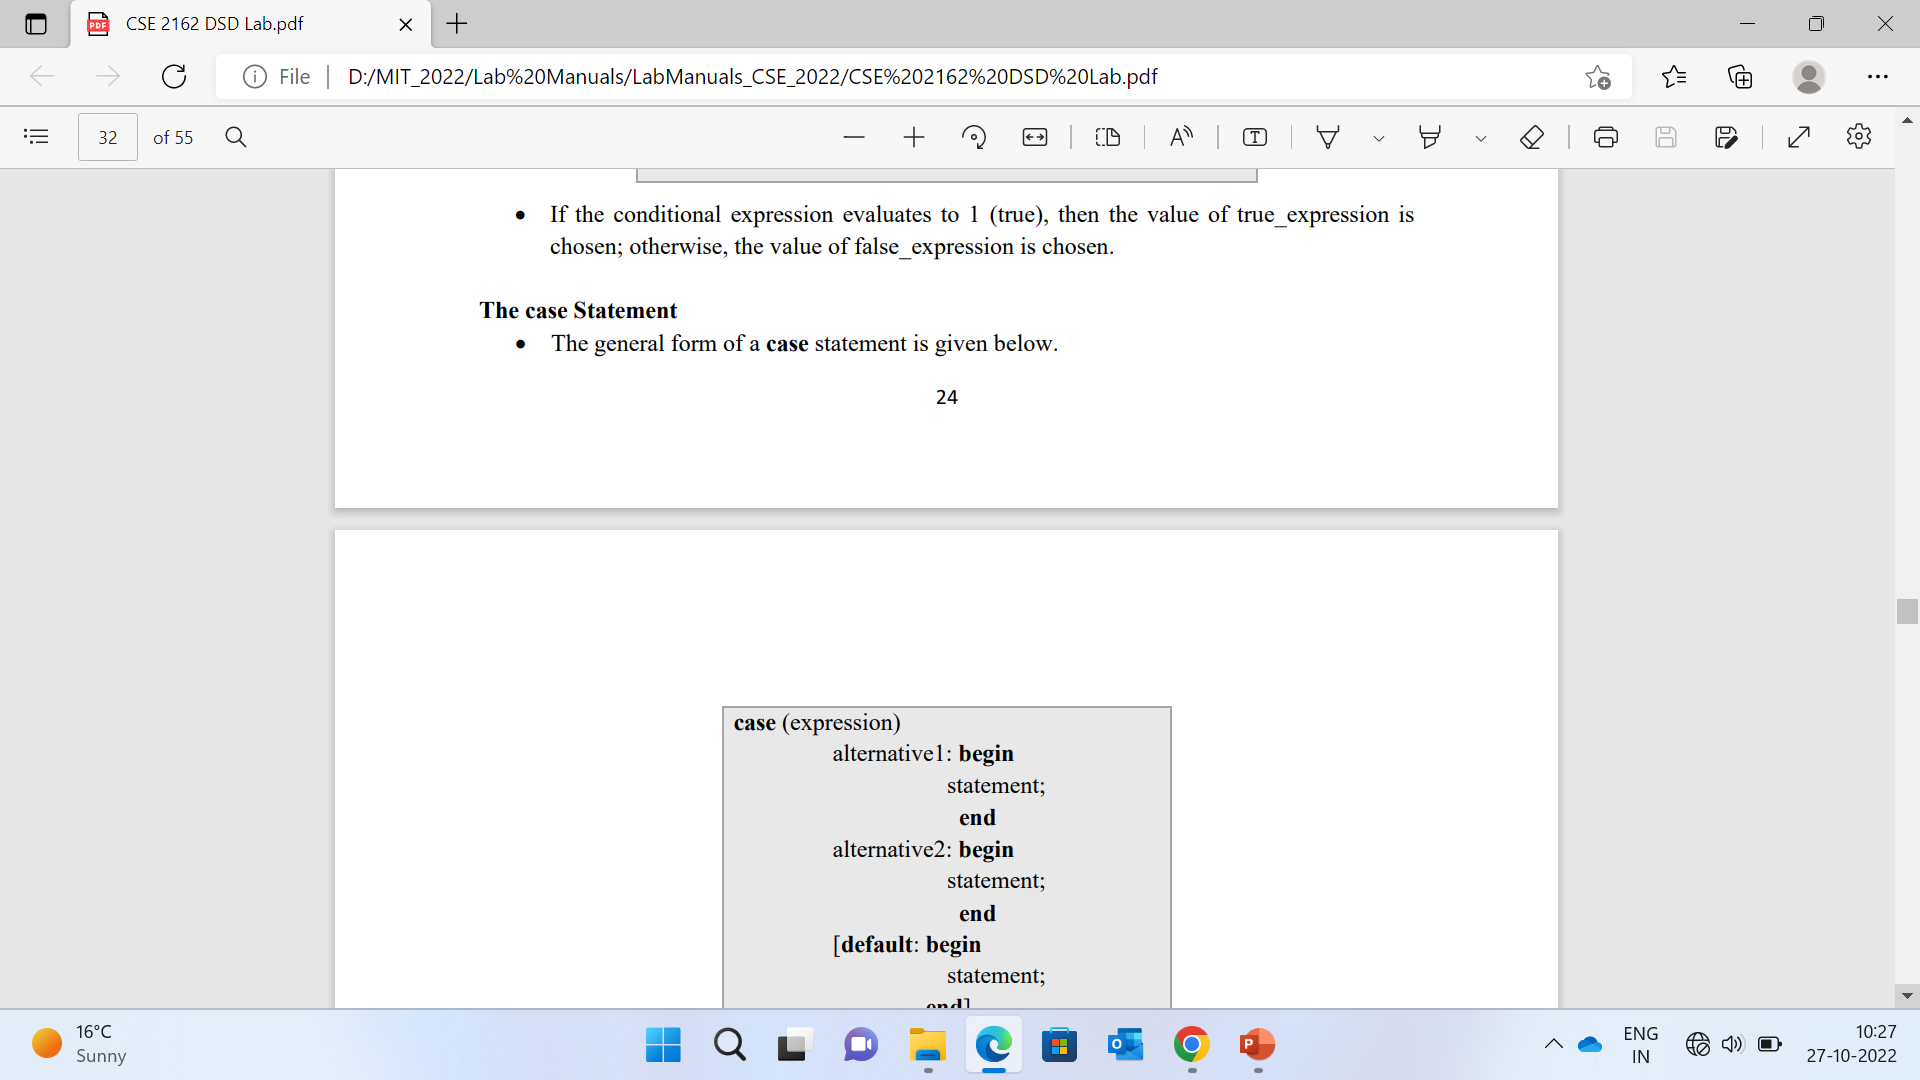 CSE 2162 DSD Lab.pdf
File
D:/MIT_2022/Lab%20Manuals/LabManuals_CSE_2022/CSE%202162%20DSD%20Lab.pdf
32 of 55
• If the conditional expression evaluates to 1 (true), then the value of true_expression is
chosen; otherwise, the value of false_expression is chosen.
The case Statement
• The general form of a case statement is given below.
24
case (expression)
alternative1: begin
statement;
end
alternative2: begin
statement;
end
[default: begin
statement;
end]
16°C
Sunny
ENG
IN
10:27
27-10-2022